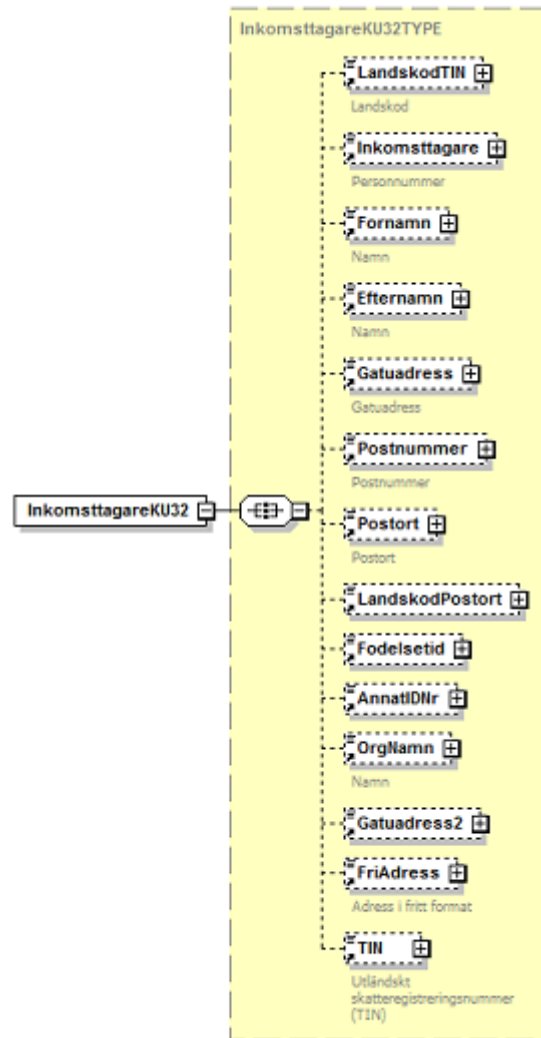 InkomsttagareKU32TYPE
LandskodTIN
Landskod
Inkomsttagare
Personnummer
Fornamn
Namn
Efternamn
Namn
Gatuadress
Gatuadress
Postnummer
Postnummer
InkomsttagareKU32
Postort
Postort
LandskodPostort
Fodelsetid
AnnatIDNr
OrgNamn
Namn
Gatuadress2
FriAdress
Adress i fritt format
TIN
Utländskt
skatteregistreringsnummer
(TIN)